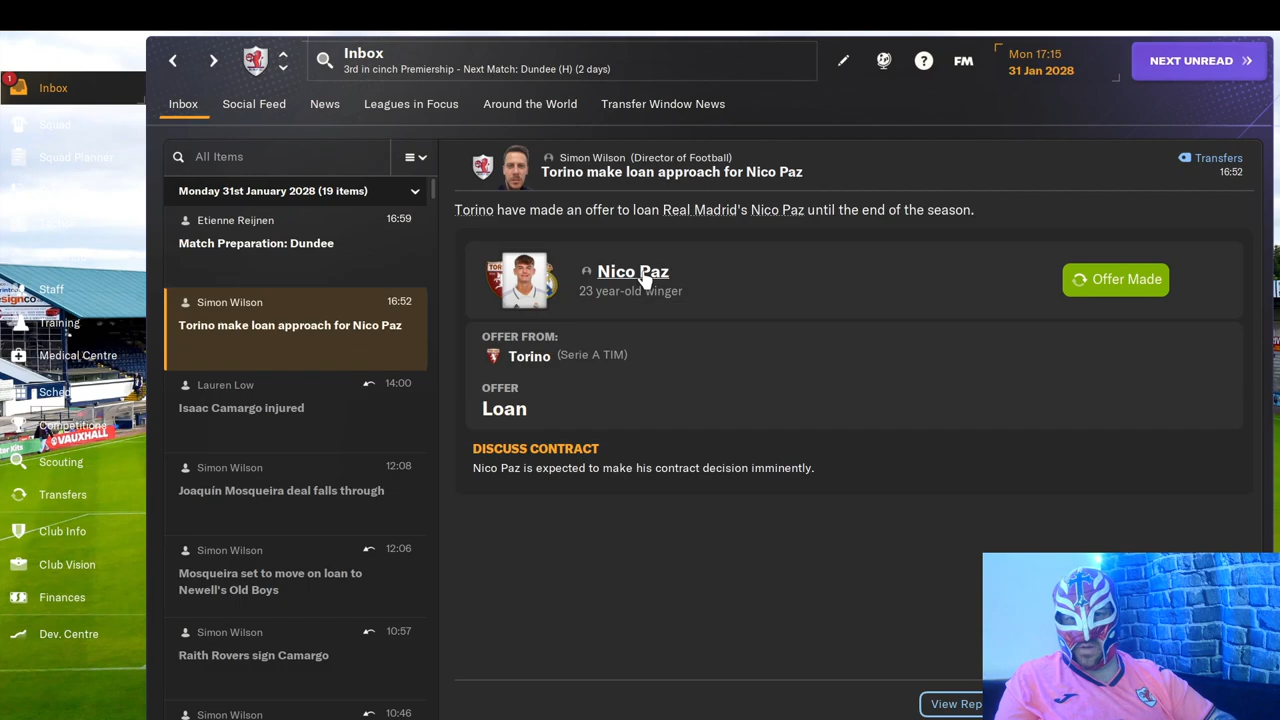 Inbox
3rd in cinch Premiership - Next Match: Dundee (H) (2 days)
FM
Mon 17:15
31 Jan 2028
NEXT UNREAD
1
Inbox
Squad
Squad Planner
Staff
Training
Medical Centre
Sched
Competitions
VAUXHALL
Scouting
Transfers
Club Info
Club Vision
Finances
Dev. Centre
Inbox
Social Feed
News
Leagues in Focus
Around the World
Transfer Window News
All Items
Monday 31st January 2028 (19 items)
Etienne Reijnen
16:59
Match Preparation: Dundee
Simon Wilson
16:52
Torino make loan approach for Nico Paz
Lauren Low
14:00
Isaac Camargo injured
Simon Wilson
12:08
Joaquín Mosqueira deal falls through
Simon Wilson
12:06
Mosqueira set to move on loan to
Newell's Old Boys
Simon Wilson
10:57
Raith Rovers sign Camargo
Simon Wilson
10:46
Simon Wilson (Director of Football)
Torino make loan approach for Nico Paz
Transfers
16:52
Torino have made an offer to loan Real Madrid's Nico Paz until the end of the season.
Nico Paz
23 year-old winger
Offer Made
OFFER FROM:
Torino (Serie A TIM)
OFFER
Loan
DISCUSS CONTRACT
Nico Paz is expected to make his contract decision imminently.
View Rep